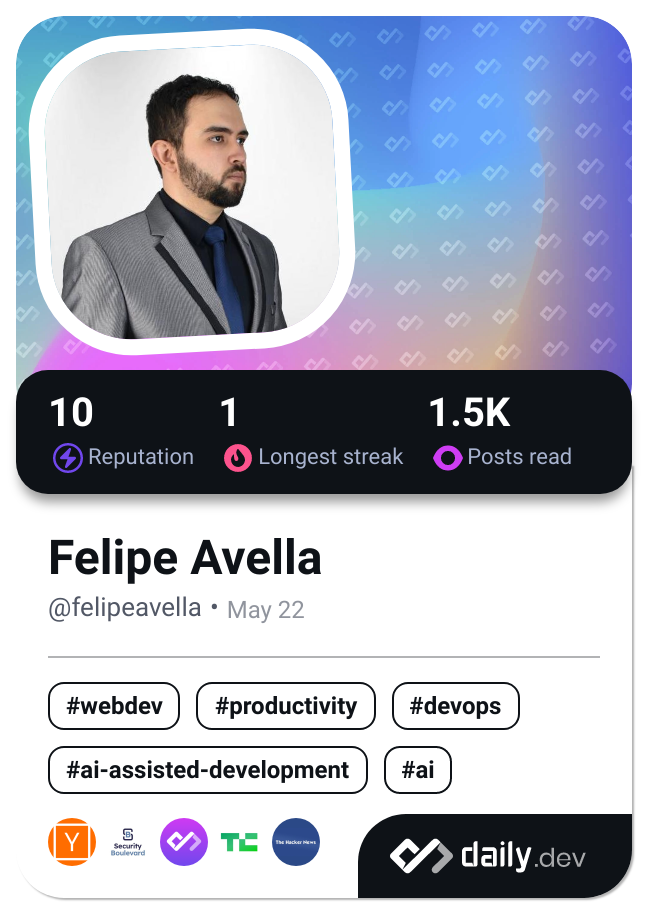 10 1 1.5K
Reputation Longest streak Posts read
Felipe Avella
@felipeavella • May 22
#webdev #productivity #devops
#ai-assisted-development #ai
Y
S
B
Security
Boulevard
TC
The Hacker News
daily.dev